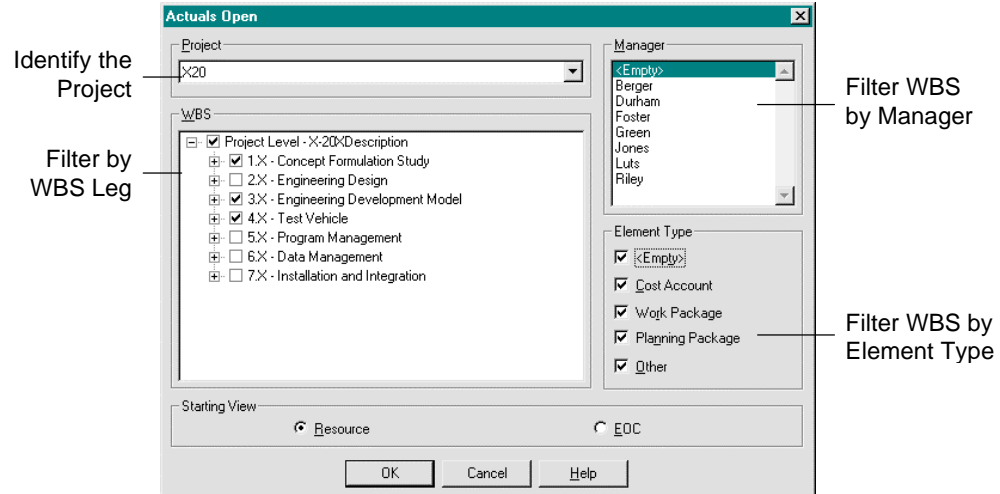 Actuals Open
Identify the
Project
Project
X20
Manager
<Empty>
Berger
Durham
Foster
Green
Jones
Luts
Riley
Filter WBS
by Manager
Filter by
WBS Leg
WBS
Project Level - X-20XDescription
1.X - Concept Formulation Study
2.X - Engineering Design
3.X - Engineering Development Model
4.X - Test Vehicle
5.X - Program Management
6.X - Data Management
7.X - Installation and Integration
Element Type
<Empty>
Cost Account
Work Package
Planning Package
Other
Filter WBS by
Element Type
Starting View
Resource
EOC
OK
Cancel
Help